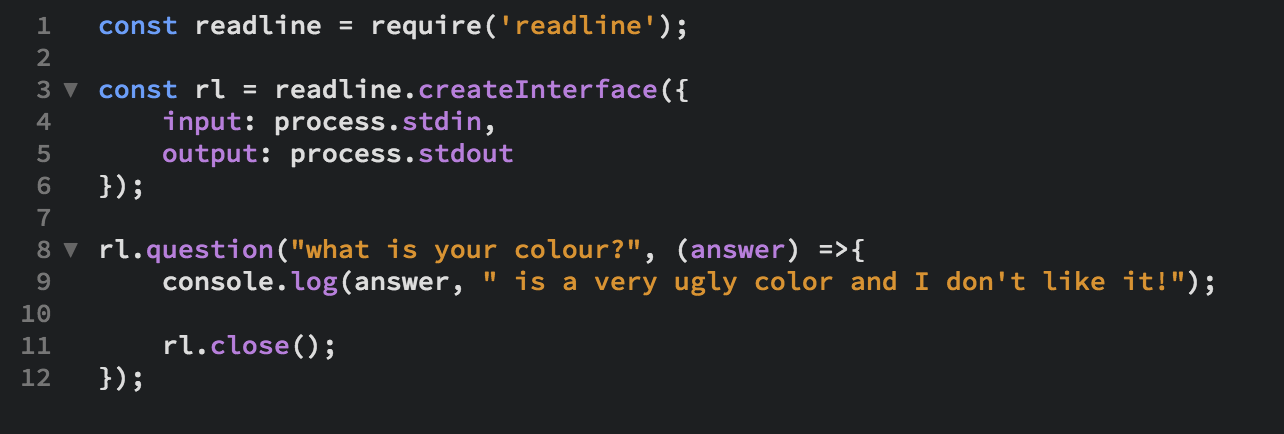 1 const readline = require('readline');
2
3 ▼ const rl = readline.createInterface({
4     input: process.stdin,
5     output: process.stdout
6 });
7
8 ▼ rl.question("what is your colour?", (answer) =>{
9     console.log(answer, " is a very ugly color and I don't like it!");
10
11     rl.close();
12 });